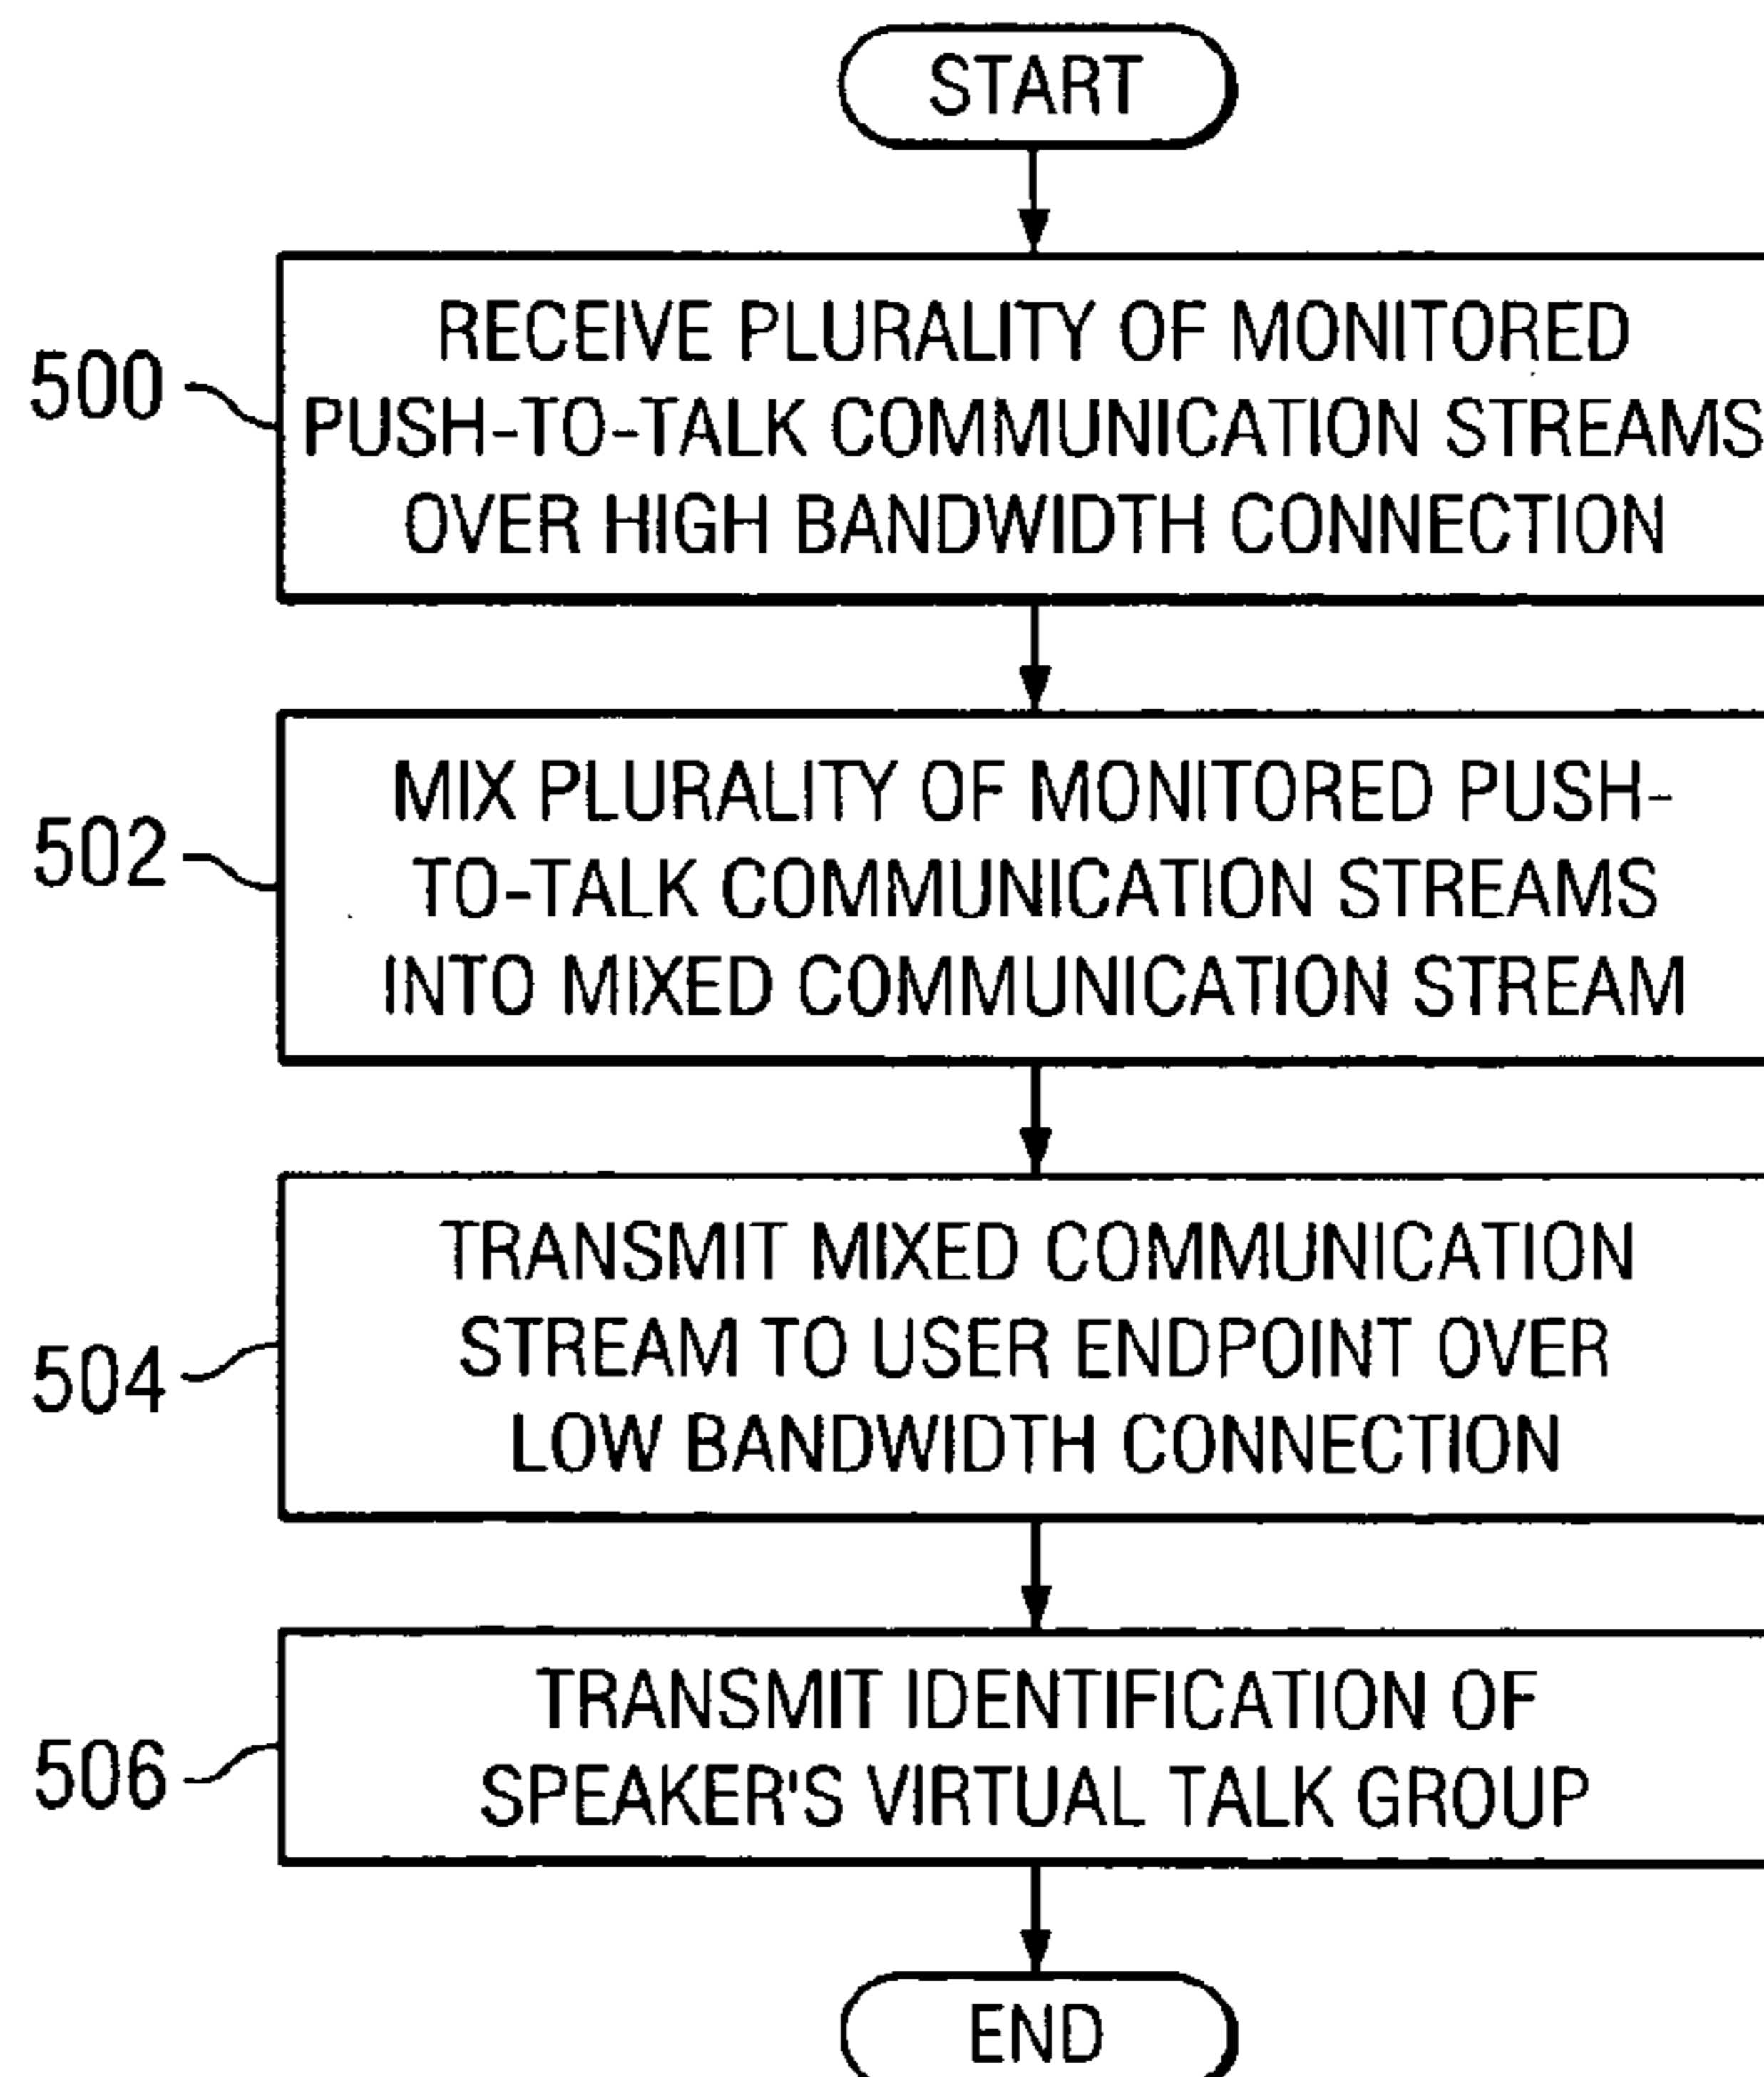 START
500
RECEIVE PLURALITY OF MONITORED
PUSH-TO-TALK COMMUNICATION STREAMS
OVER HIGH BANDWIDTH CONNECTION
502
MIX PLURALITY OF MONITORED PUSH-
TO-TALK COMMUNICATION STREAMS
INTO MIXED COMMUNICATION STREAM
504
TRANSMIT MIXED COMMUNICATION
STREAM TO USER ENDPOINT OVER
LOW BANDWIDTH CONNECTION
506
TRANSMIT IDENTIFICATION OF
SPEAKER'S VIRTUAL TALK GROUP
END